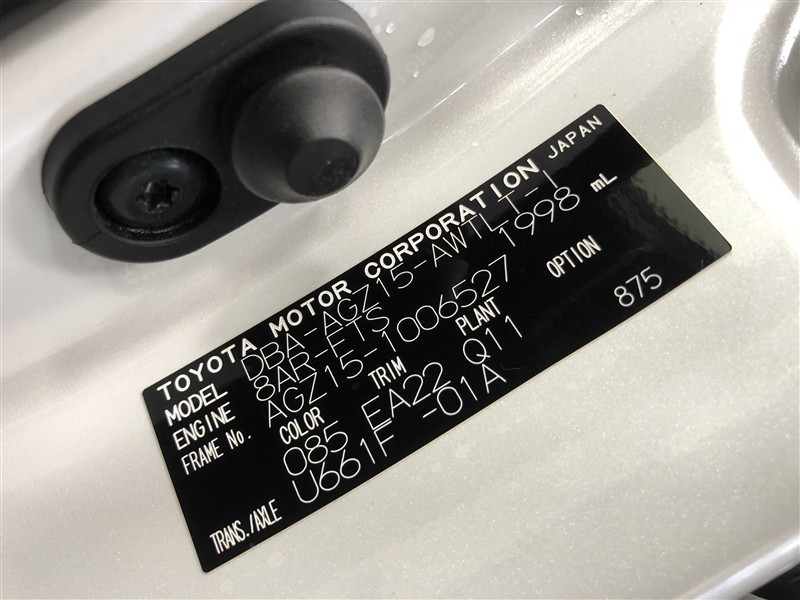 TOYOTA MOTOR CORPORATION JAPAN
MODEL DBA-AGZ15-AWTLT-1
ENGINE 8AR-FTS 1998 mL
FRAME No. AGZ15-1006527
COLOR TRIM PLANT OPTION
085 EA22 Q11 875
TRANS./AXLE U661F -01A